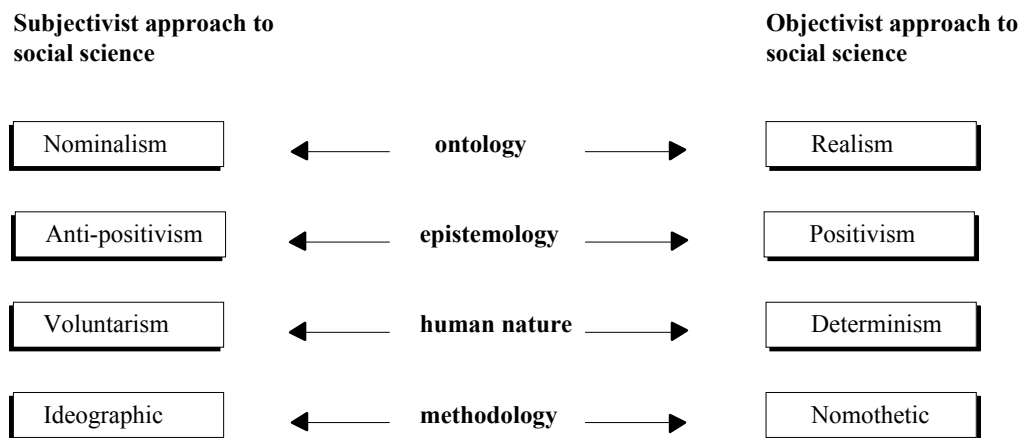 Subjectivist approach to
social science
Objectivist approach to
social science
Nominalism
ontology
Realism
Anti-positivism
epistemology
Positivism
Voluntarism
human nature
Determinism
Ideographic
methodology
Nomothetic